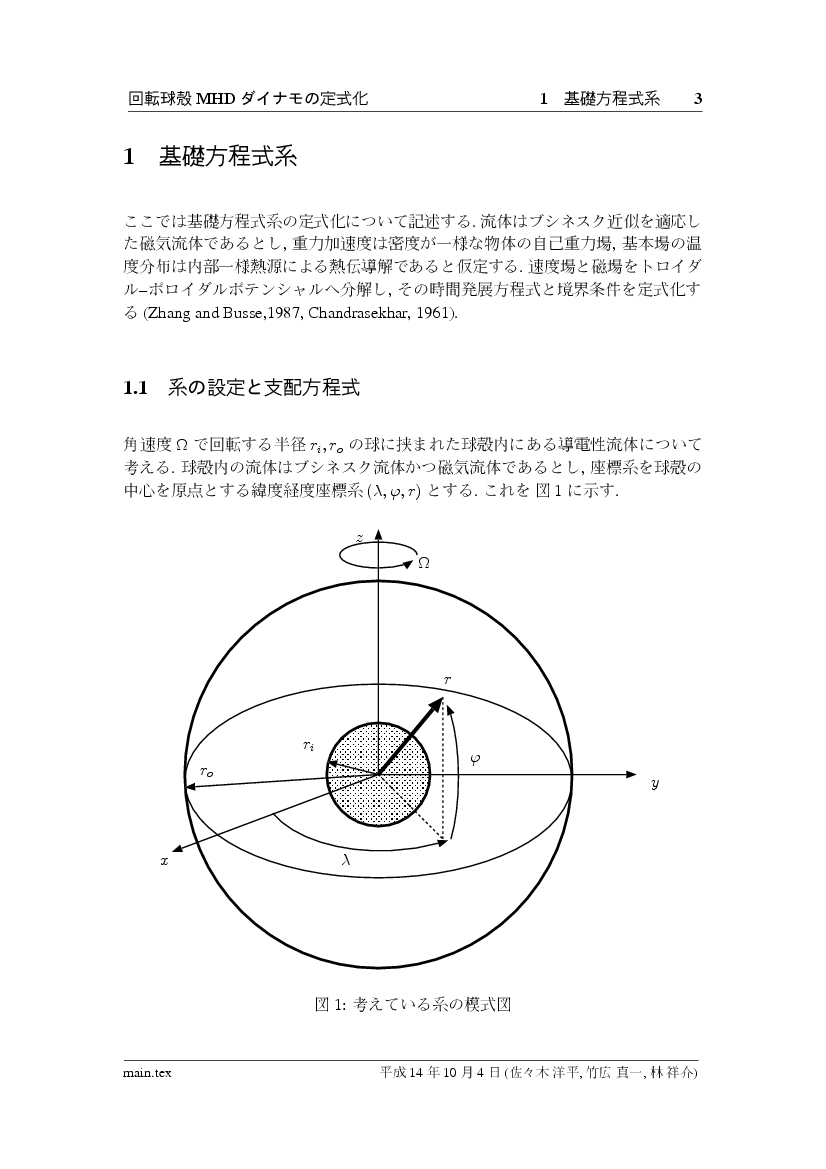 回転球殻 MHD ダイナモの定式化 1 基礎方程式系 3
1 基礎方程式系
ここでは基礎方程式系の定式化について記述する. 流体はブシネスク近似を適応し
た磁気流体であるとし, 重力加速度は密度が一様な物体の自己重力場, 基本場の温
度分布は内部一様熱源による熱伝導解であると仮定する. 速度場と磁場をトロイダ
ル–ポロイダルポテンシャルへ分解し, その時間発展方程式と境界条件を定式化す
る (Zhang and Busse,1987, Chandrasekhar, 1961).
1.1 系の設定と支配方程式
角速度 Ω で回転する半径 r_i, r_o の球に挟まれた球殻内にある導電性流体について
考える. 球殻内の流体はブシネスク流体かつ磁気流体であるとし, 座標系を球殻の
中心を原点とする緯度経度座標系 (λ, φ, r) とする. これを 図 1 に示す.
z
Ω
r
r_i
φ
r_o
y
x
λ
図 1: 考えている系の模式図
main.tex 平成 14 年 10 月 4 日 (佐々木 洋平, 竹広 真一, 林 祥介)